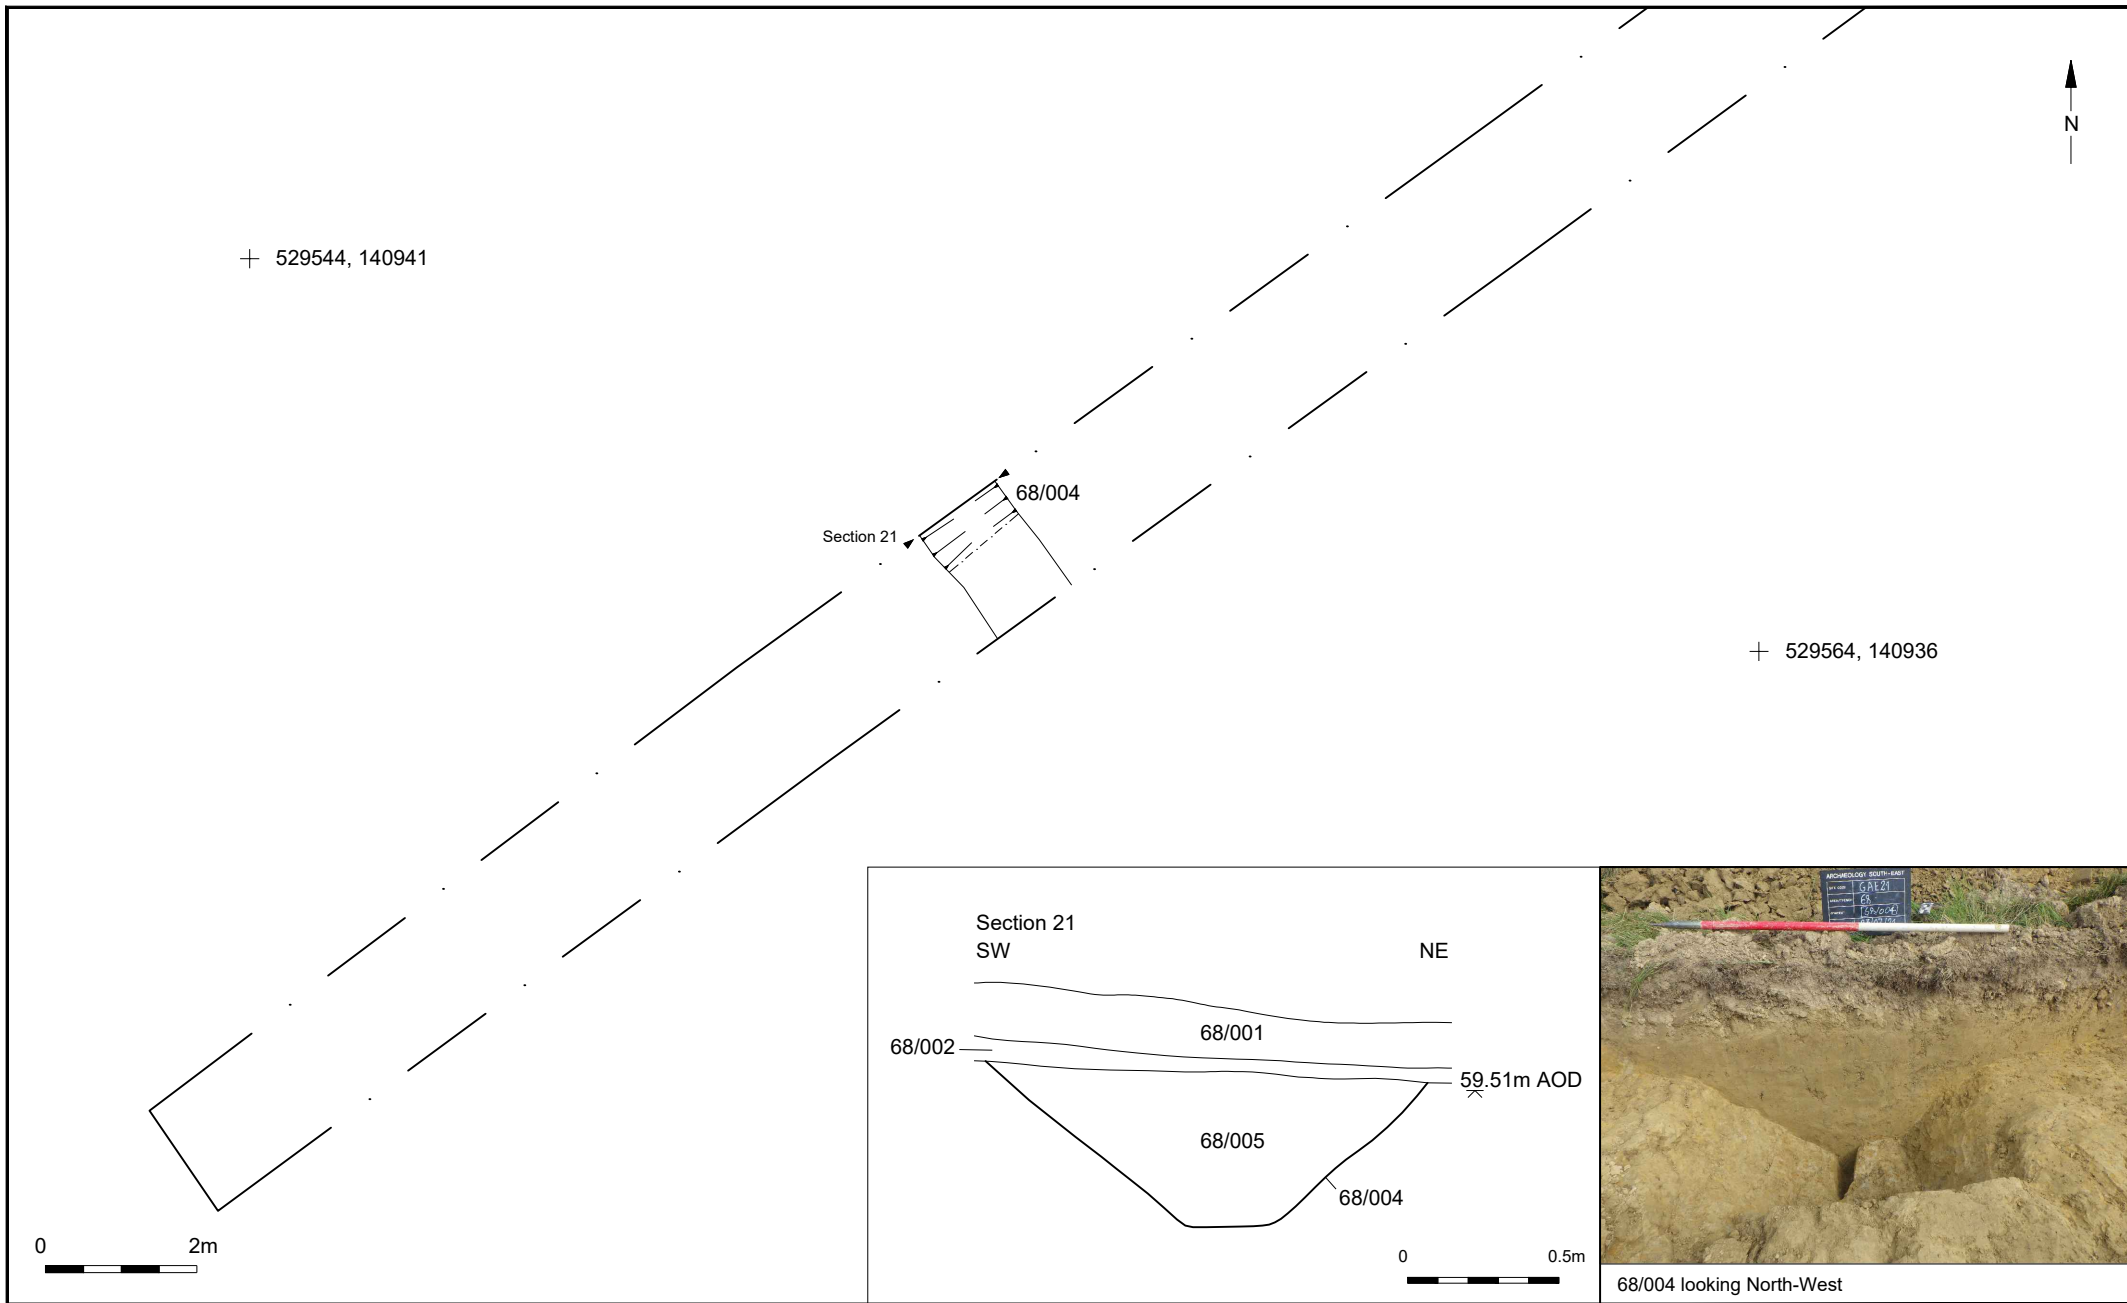 N
529544, 140941
68/004
Section 21
529564, 140936
0 2m
Section 21
SW NE
68/001
68/002
59.51m AOD
68/005
68/004
0 0.5m
ARCHAEOLOGY SOUTH-EAST
GAE21
68
68/004
68/004 looking North-West